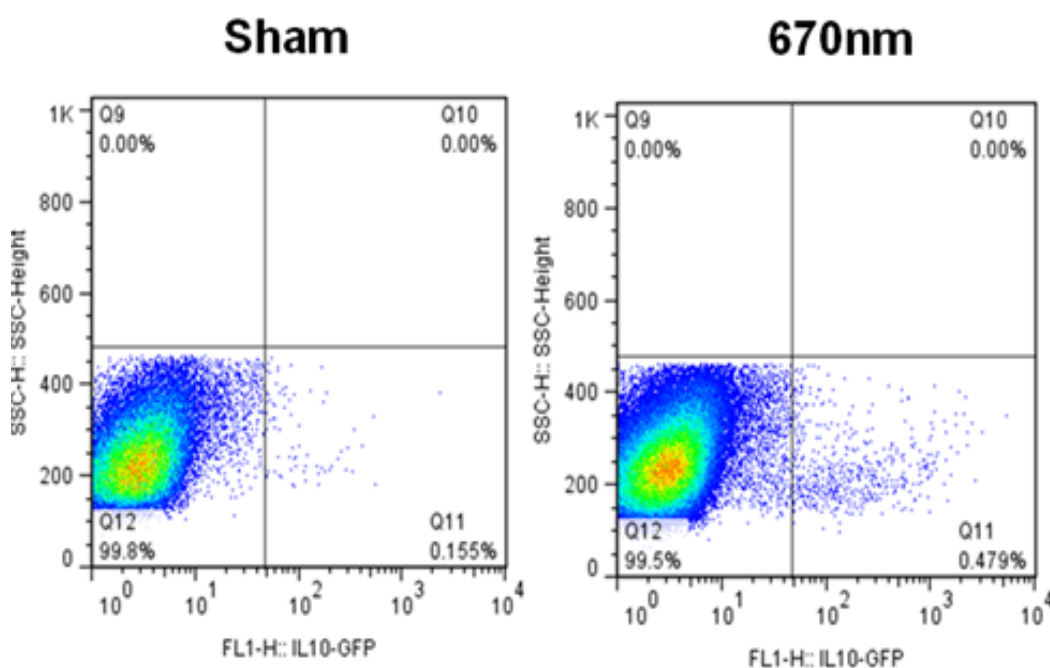 Sham
Q9
0.00%
Q10
0.00%
1K
800
600
400
200
0
SSC-H:: SSC-Height
Q12
99.8%
Q11
0.155%
10^0
10^1
10^2
10^3
10^4
FL1-H:: IL10-GFP
670nm
Q9
0.00%
Q10
0.00%
1K
800
600
400
200
0
SSC-H:: SSC-Height
Q12
99.5%
Q11
0.479%
10^0
10^1
10^2
10^3
10^4
FL1-H:: IL10-GFP